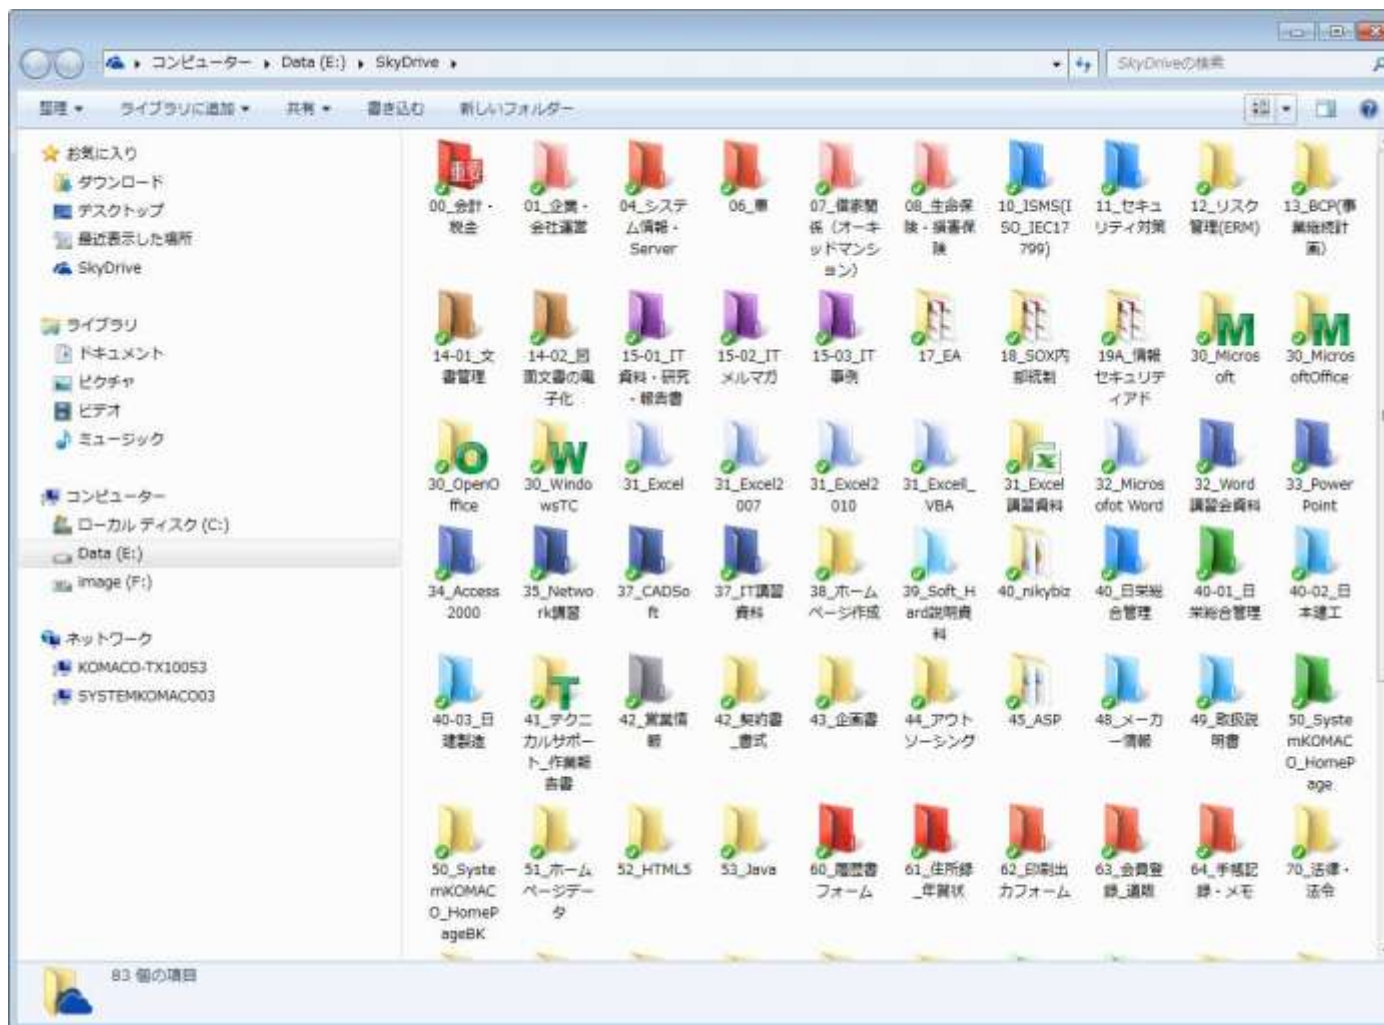 コンピューター ▸ Data (E:) ▸ SkyDrive ▸
SkyDriveの検索
整理
ライブラリに追加
共有
書き込む
新しいフォルダー
お気に入り
ダウンロード
デスクトップ
最近表示した場所
SkyDrive
ライブラリ
ドキュメント
ピクチャ
ビデオ
ミュージック
コンピューター
ローカル ディスク (C:)
Data (E:)
image (F:)
ネットワーク
KOMACO-TX100S3
SYSTEMKOMACO03
重要
00_会計・
税金
01_企業・
会社運営
04_システ
ム情報・
Server
06_車
07_借家関
係（オーキ
ッドマンシ
ョン）
08_生命保
険・損害保
険
10_ISMS(I
SO_IEC17
799)
11_セキュ
リティ対策
12_リスク
管理(ERM)
13_BCP(事
業継続計
画)
14-01_文
書管理
14-02_図
面文書の電
子化
15-01_IT
資料・研究
・報告書
15-02_IT
メルマガ
15-03_IT
事例
17_EA
18_SOX内
部統制
19A_情報
セキュリテ
ィアド
M
30_Micros
oft
M
30_Micros
oftOffice
O
30_OpenO
ffice
W
30_Windo
wsTC
31_Excel
31_Excel2
007
31_Excel2
010
31_Excell_
VBA
31_Excel
講習資料
32_Micros
ofot Word
32_Word
講習会資料
33_Power
Point
34_Access
2000
35_Netwo
rk講習
37_CADSo
ft
37_IT講習
資料
38_ホーム
ページ作成
39_Soft_H
ard説明資
料
40_nikybiz
40_日栄総
合管理
40-01_日
栄総合管理
40-02_日
本建工
40-03_日
建製造
T
41_テクニ
カルサポー
ト_作業報
告書
42_営業情
報
42_契約書
_書式
43_企画書
44_アウト
ソーシング
45_ASP
48_メーカ
ー情報
49_取扱説
明書
50_Syste
mKOMAC
O_HomeP
age
50_Syste
mKOMAC
O_HomeP
ageBK
51_ホーム
ページデー
タ
52_HTML5
53_Java
60_履歴書
フォーム
61_住所録
_年賀状
62_印刷出
力フォーム
63_会員登
録_通販
64_手帳記
録・メモ
70_法律・
法令
83 個の項目